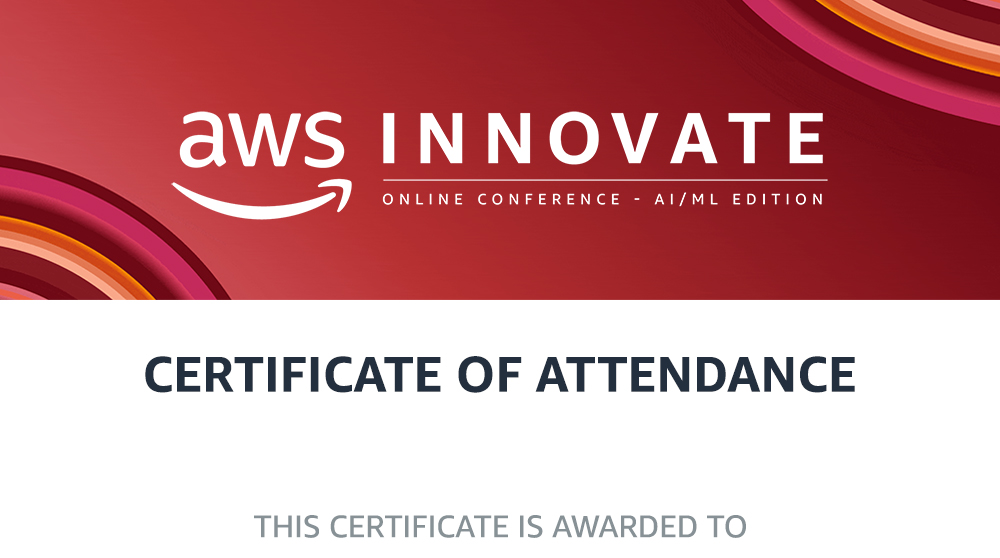 aws INNOVATE
ONLINE CONFERENCE - AI/ML EDITION
CERTIFICATE OF ATTENDANCE
THIS CERTIFICATE IS AWARDED TO